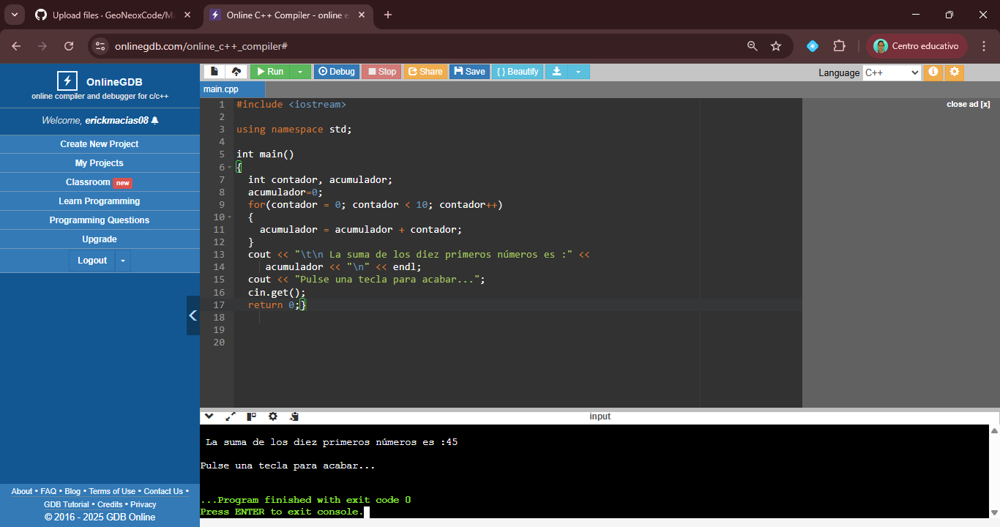 Upload files · GeoNeoxCode/M
Online C++ Compiler - online e
onlinegdb.com/online_c++_compiler#
Centro educativo
OnlineGDB
online compiler and debugger for c/c++
Welcome, erickmacias08
Create New Project
My Projects
Classroom new
Learn Programming
Programming Questions
Upgrade
Logout
About • FAQ • Blog • Terms of Use • Contact Us •
GDB Tutorial • Credits • Privacy
© 2016 - 2025 GDB Online
Run Debug Stop Share Save { } Beautify
Language C++
main.cpp
close ad [x]
1 #include <iostream>
2
3 using namespace std;
4
5 int main()
6 {
7 int contador, acumulador;
8 acumulador=0;
9 for(contador = 0; contador < 10; contador++)
10 {
11 acumulador = acumulador + contador;
12 }
13 cout << "\t\n La suma de los diez primeros números es :" <<
14 acumulador << "\n" << endl;
15 cout << "Pulse una tecla para acabar...";
16 cin.get();
17 return 0;}
18
19
20
input
La suma de los diez primeros números es :45
Pulse una tecla para acabar...
...Program finished with exit code 0
Press ENTER to exit console.